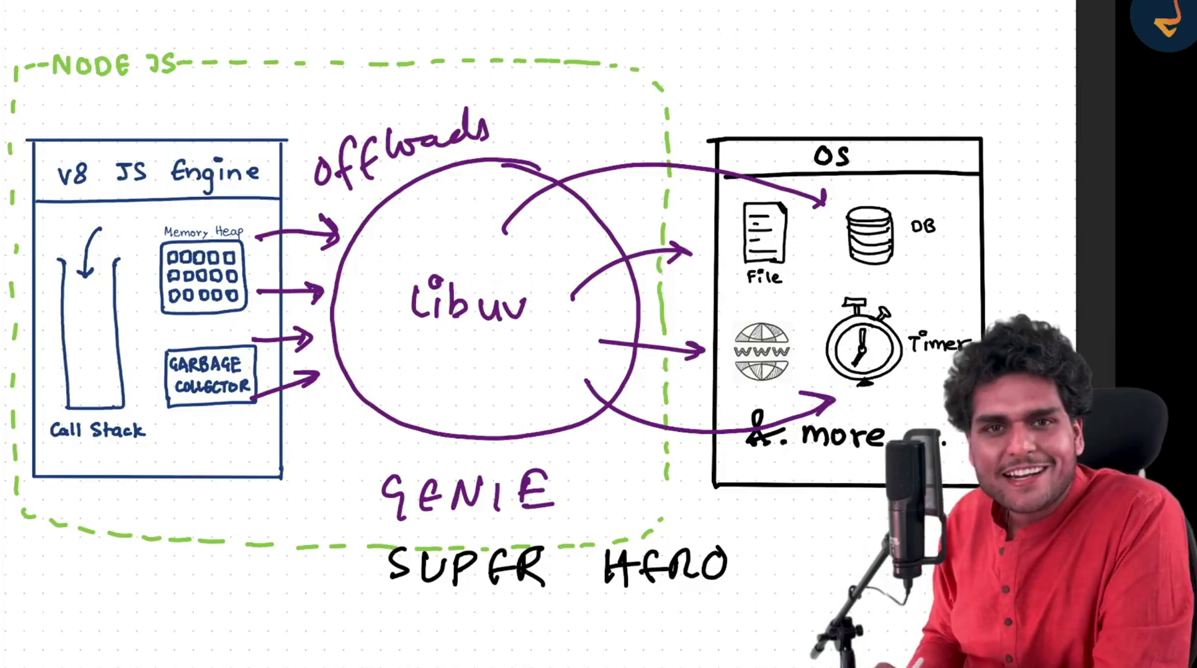 NODE JS
offloads
V8 JS Engine
Memory Heap
GARBAGE
COLLECTOR
Call Stack
Libuv
GENIE
SUPER HERO
OS
DB
File
www
Timer
&. more